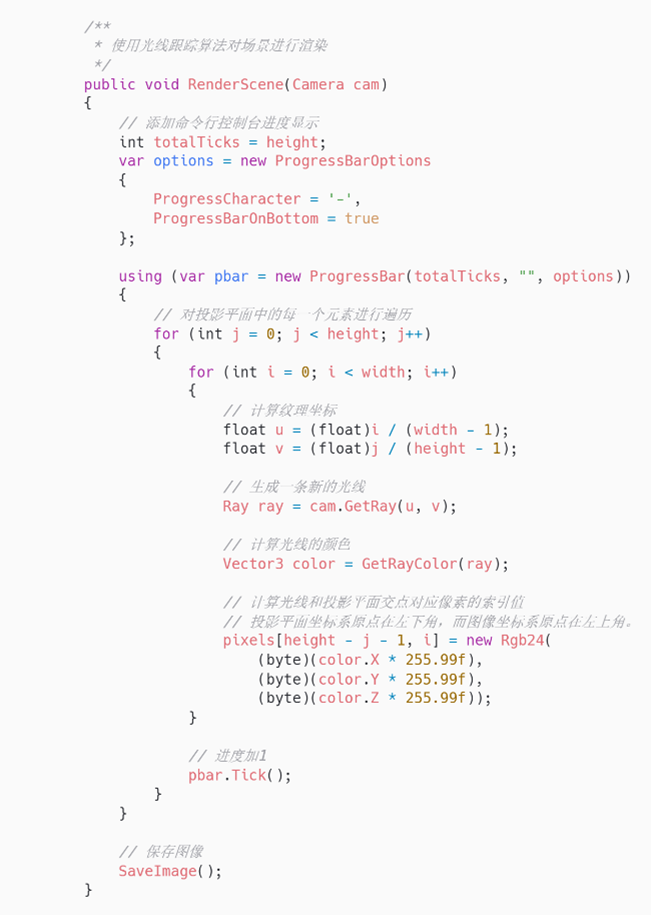 /**
 * 使用光线跟踪算法对场景进行渲染
 */
public void RenderScene(Camera cam)
{
    // 添加命令行控制台进度显示
    int totalTicks = height;
    var options = new ProgressBarOptions
    {
        ProgressCharacter = '-',
        ProgressBarOnBottom = true
    };

    using (var pbar = new ProgressBar(totalTicks, "", options))
    {
        // 对投影平面中的每一个元素进行遍历
        for (int j = 0; j < height; j++)
        {
            for (int i = 0; i < width; i++)
            {
                // 计算纹理坐标
                float u = (float)i / (width - 1);
                float v = (float)j / (height - 1);

                // 生成一条新的光线
                Ray ray = cam.GetRay(u, v);

                // 计算光线的颜色
                Vector3 color = GetRayColor(ray);

                // 计算光线和投影平面交点对应像素的索引值
                // 投影平面坐标系原点在左下角，而图像坐标系原点在左上角。
                pixels[height - j - 1, i] = new Rgb24(
                    (byte)(color.X * 255.99f),
                    (byte)(color.Y * 255.99f),
                    (byte)(color.Z * 255.99f));
            }

            // 进度加1
            pbar.Tick();
        }
    }

    // 保存图像
    SaveImage();
}